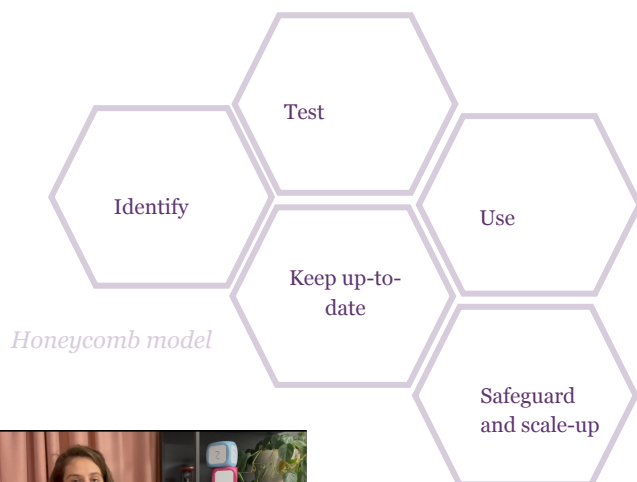 Test
Identify
Use
Keep up-to-
date
Honeycomb model
Safeguard
and scale-up